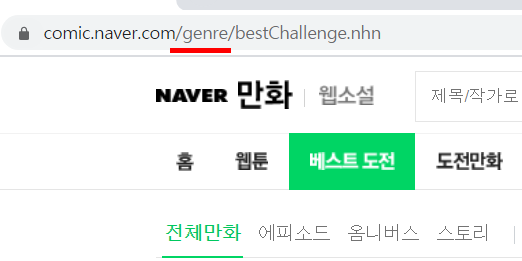 comic.naver.com/genre/bestChallenge.nhn
NAVER 만화 | 웹소설 제목/작가로
홈 웹툰 베스트 도전 도전만화
전체만화 에피소드 옴니버스 스토리 |